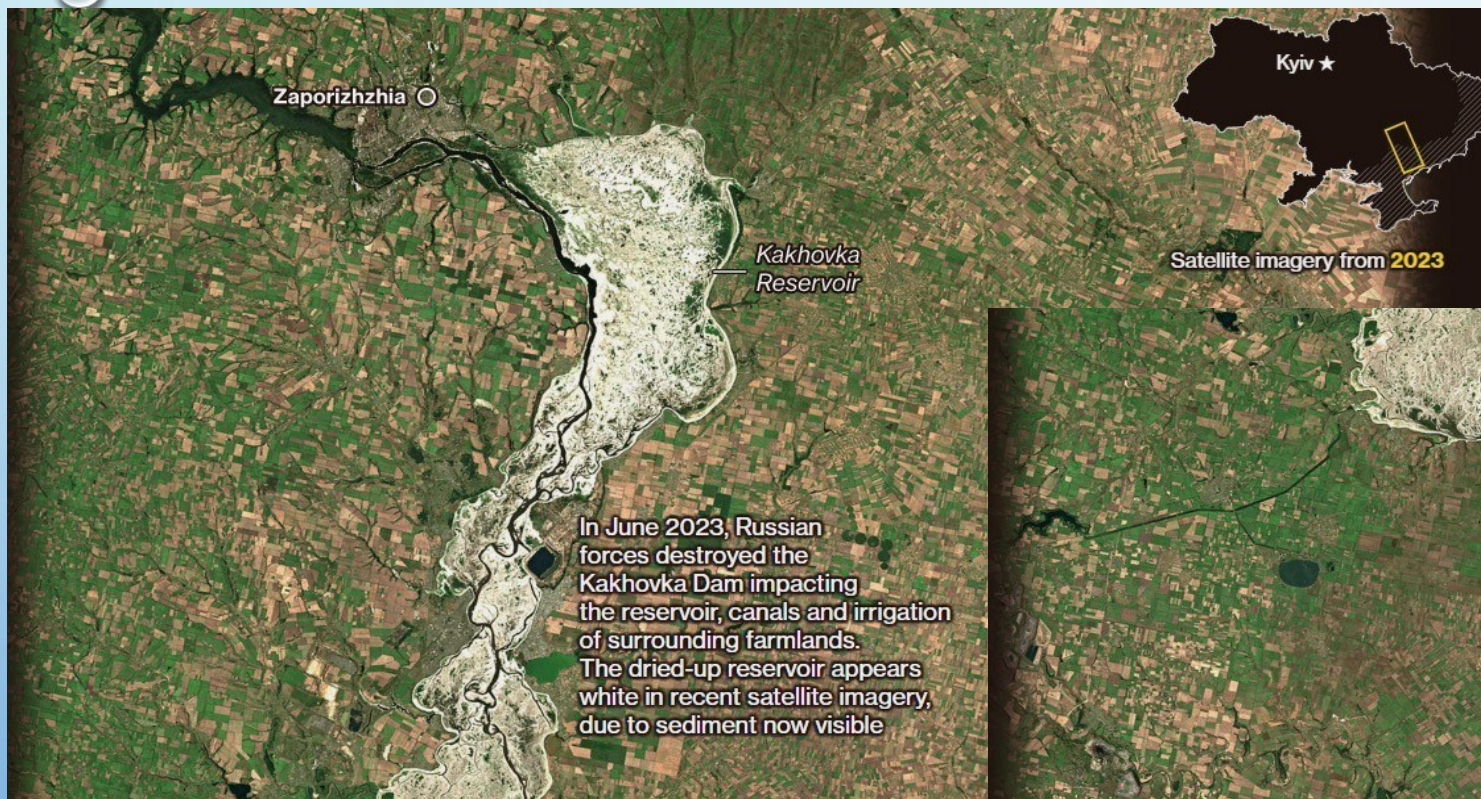 Zaporizhzhia
Kyiv
Kakhovka
Reservoir
Satellite imagery from 2023
In June 2023, Russian
forces destroyed the
Kakhovka Dam impacting
the reservoir, canals and irrigation
of surrounding farmlands.
The dried-up reservoir appears
white in recent satellite imagery,
due to sediment now visible